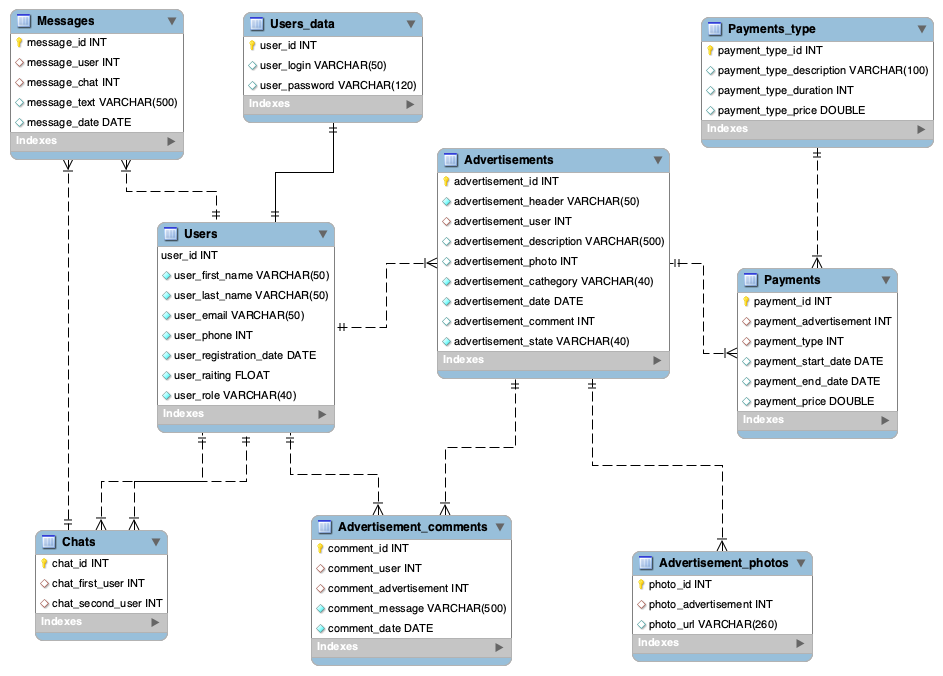 Messages
message_id INT
message_user INT
message_chat INT
message_text VARCHAR(500)
message_date DATE
Indexes
Users_data
user_id INT
user_login VARCHAR(50)
user_password VARCHAR(120)
Indexes
Payments_type
payment_type_id INT
payment_type_description VARCHAR(100)
payment_type_duration INT
payment_type_price DOUBLE
Indexes
Advertisements
advertisement_id INT
advertisement_header VARCHAR(50)
advertisement_user INT
advertisement_description VARCHAR(500)
advertisement_photo INT
advertisement_cathegory VARCHAR(40)
advertisement_date DATE
advertisement_comment INT
advertisement_state VARCHAR(40)
Indexes
Users
user_id INT
user_first_name VARCHAR(50)
user_last_name VARCHAR(50)
user_email VARCHAR(50)
user_phone INT
user_registration_date DATE
user_raiting FLOAT
user_role VARCHAR(40)
Indexes
Payments
payment_id INT
payment_advertisement INT
payment_type INT
payment_start_date DATE
payment_end_date DATE
payment_price DOUBLE
Indexes
Chats
chat_id INT
chat_first_user INT
chat_second_user INT
Indexes
Advertisement_comments
comment_id INT
comment_user INT
comment_advertisement INT
comment_message VARCHAR(500)
comment_date DATE
Indexes
Advertisement_photos
photo_id INT
photo_advertisement INT
photo_url VARCHAR(260)
Indexes